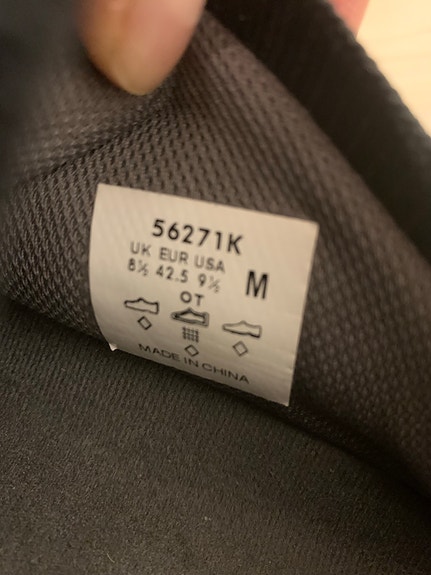 56271K
UK EUR USA
8½ 42.5 9½ M
OT
MADE IN CHINA